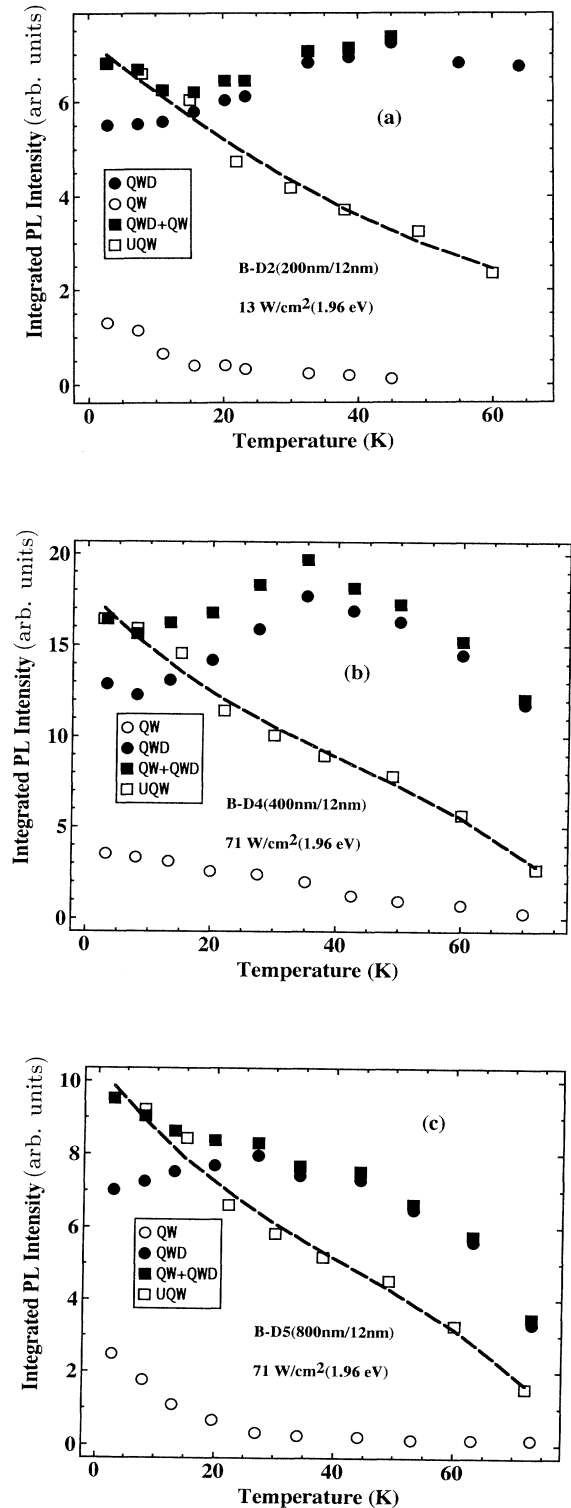 Integrated PL Intensity (arb. units)
6
4
2
0
(a)
QWD
QW
QWD+QW
UQW
B-D2(200nm/12nm)
13 W/cm2(1.96 eV)
0 20 40 60
Temperature (K)
Integrated PL Intensity (arb. units)
20
15
10
5
0
(b)
QW
QWD
QW+QWD
UQW
B-D4(400nm/12nm)
71 W/cm2(1.96 eV)
0 20 40 60
Temperature (K)
Integrated PL Intensity (arb. units)
10
8
6
4
2
0
(c)
QW
QWD
QW+QWD
UQW
B-D5(800nm/12nm)
71 W/cm2(1.96 eV)
0 20 40 60
Temperature (K)